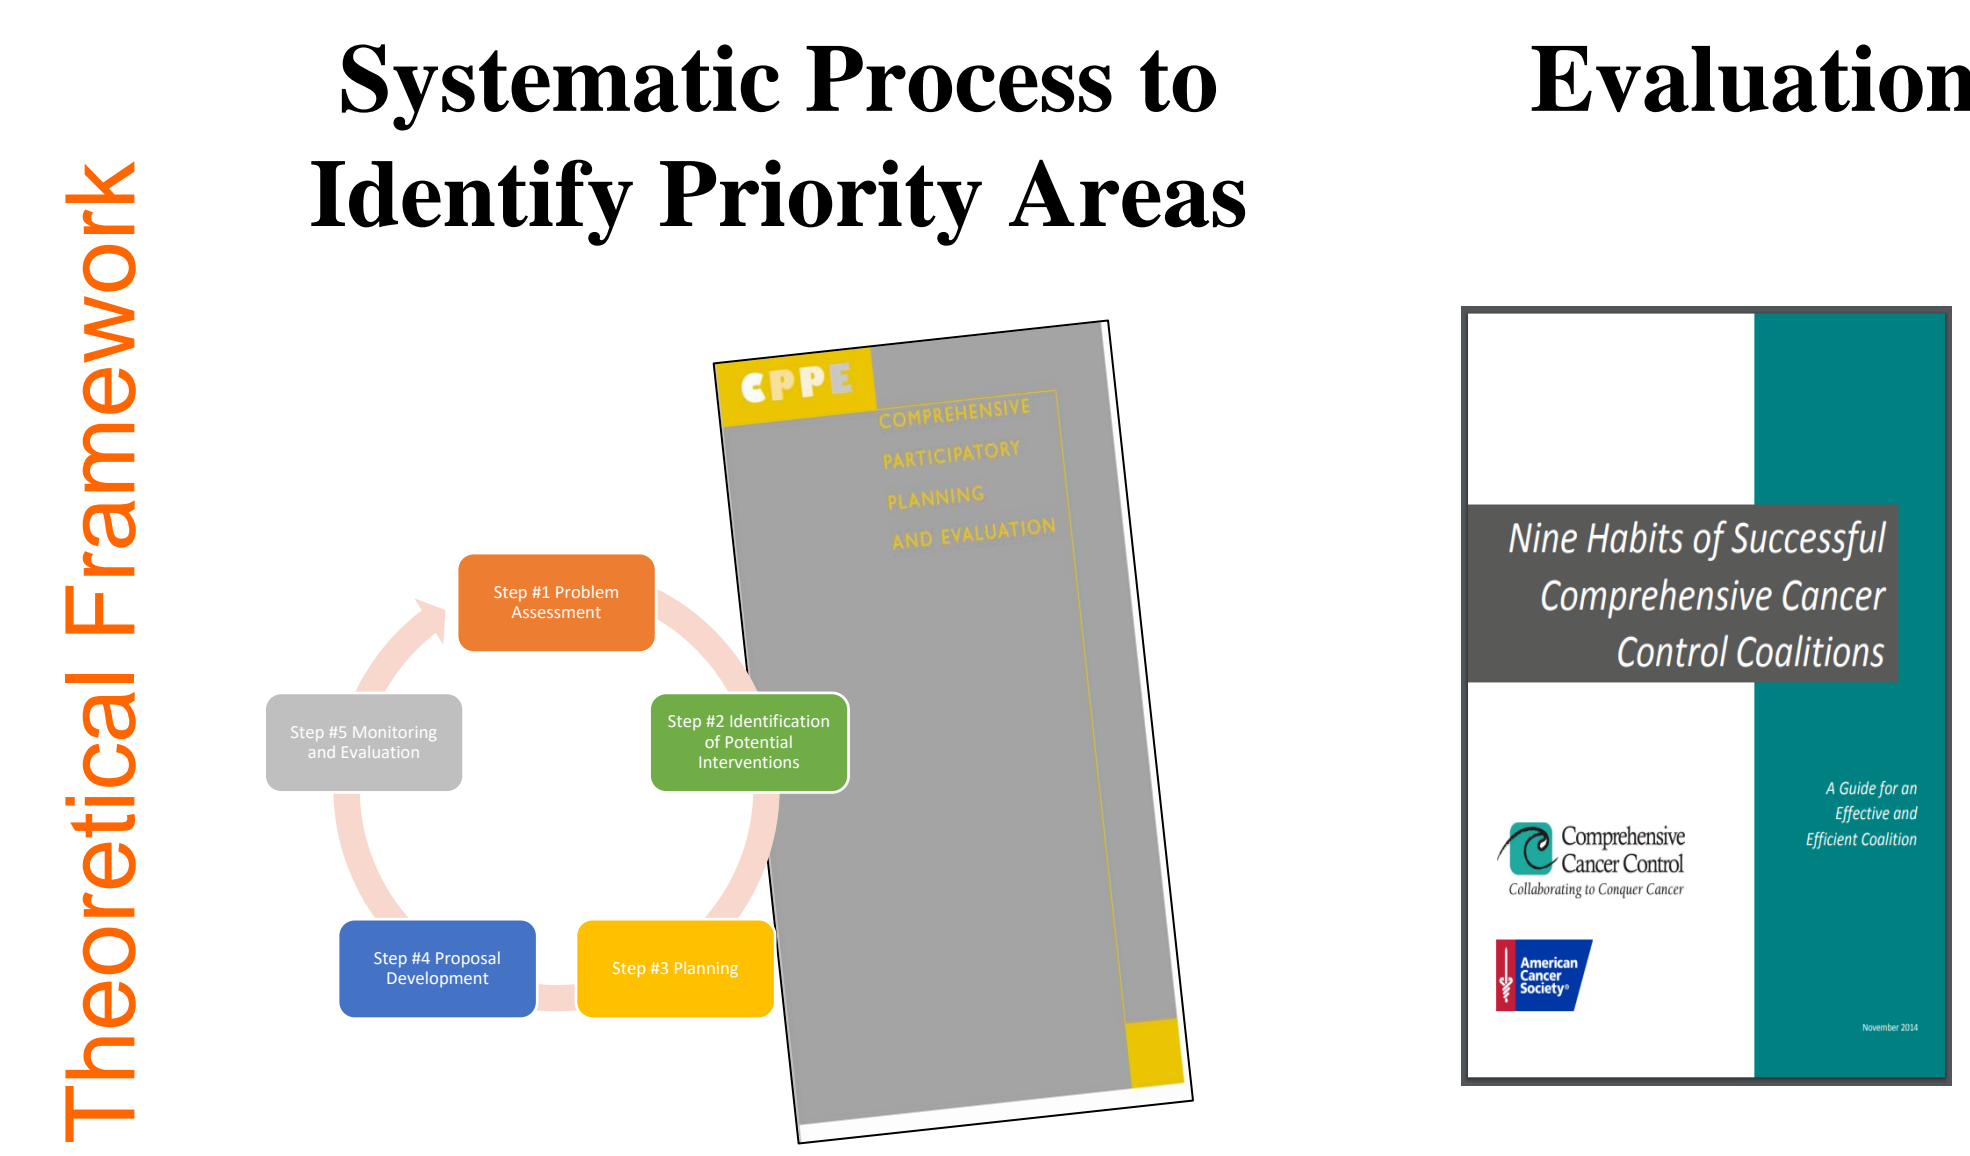 Theoretical Framework
Systematic Process to
Identify Priority Areas
CPPE
COMPREHENSIVE
PARTICIPATORY
PLANNING
AND EVALUATION
Step #1 Problem
Assessment
Step #2 Identification
of Potential
Interventions
Step #3 Planning
Step #4 Proposal
Development
Step #5 Monitoring
and Evaluation
Evaluation
Nine Habits of Successful
Comprehensive Cancer
Control Coalitions
A Guide for an
Effective and
Efficient Coalition
Comprehensive
Cancer Control
Collaborating to Conquer Cancer
American
Cancer
Society®
November 2014